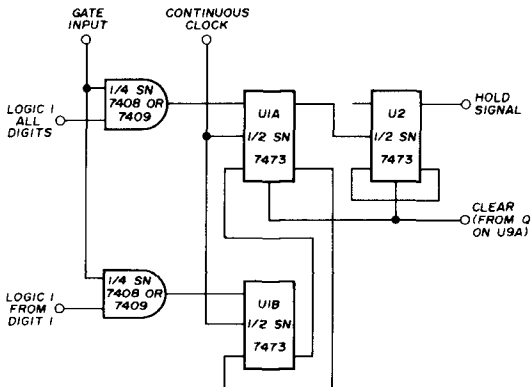 GATE
INPUT
CONTINUOUS
CLOCK
1/4 SN
7408 OR
7409
LOGIC 1
ALL
DIGITS
U1A
1/2 SN
7473
U2
1/2 SN
7473
HOLD
SIGNAL
CLEAR
(FROM Q
ON U9A)
1/4 SN
7408 OR
7409
LOGIC 1
FROM
DIGIT 1
U1B
1/2 SN
7473